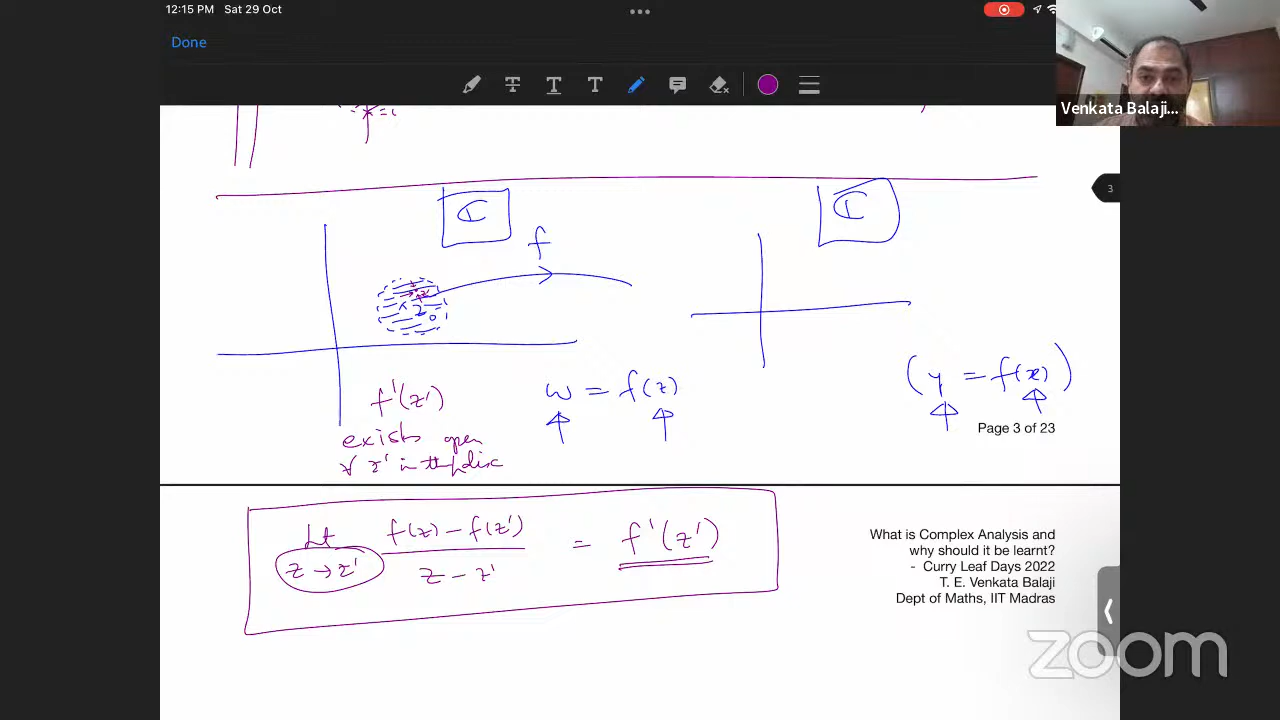 12:15 PM Sat 29 Oct
Done
Venkata Balaji...
3
ℂ
ℂ
f
z'
z₀
f'(z')
exists
∀ z' in the open disc
w = f(z)
(y = f(x))
Page 3 of 23
Lt z→z' f(z) - f(z') / z - z' = f'(z')
What is Complex Analysis and
why should it be learnt?
- Curry Leaf Days 2022
T. E. Venkata Balaji
Dept of Maths, IIT Madras
zoom